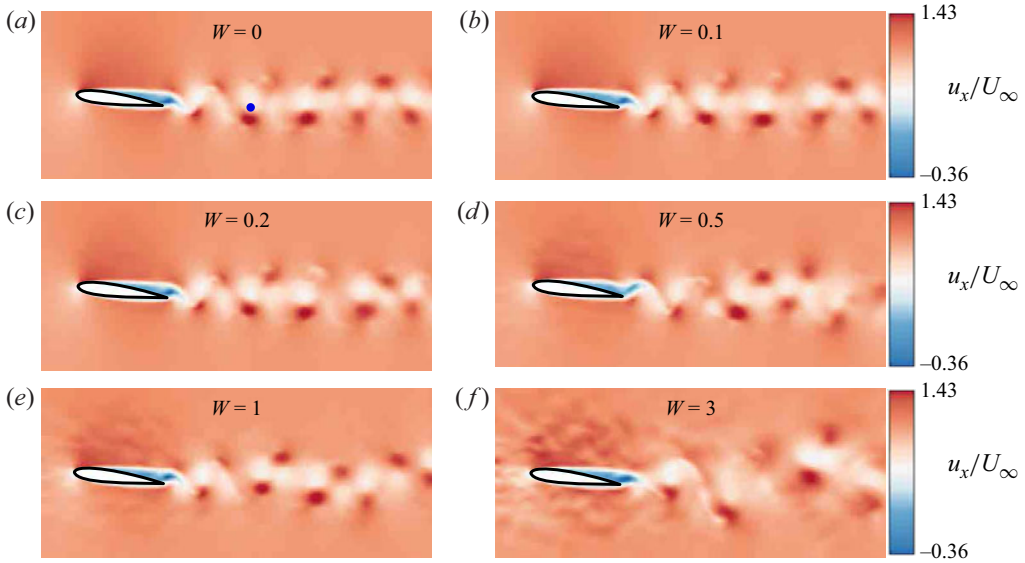 (a)
W = 0
(b)
W = 0.1
1.43
u_x/U_∞
–0.36
(c)
W = 0.2
(d)
W = 0.5
1.43
u_x/U_∞
–0.36
(e)
W = 1
(f)
W = 3
1.43
u_x/U_∞
–0.36